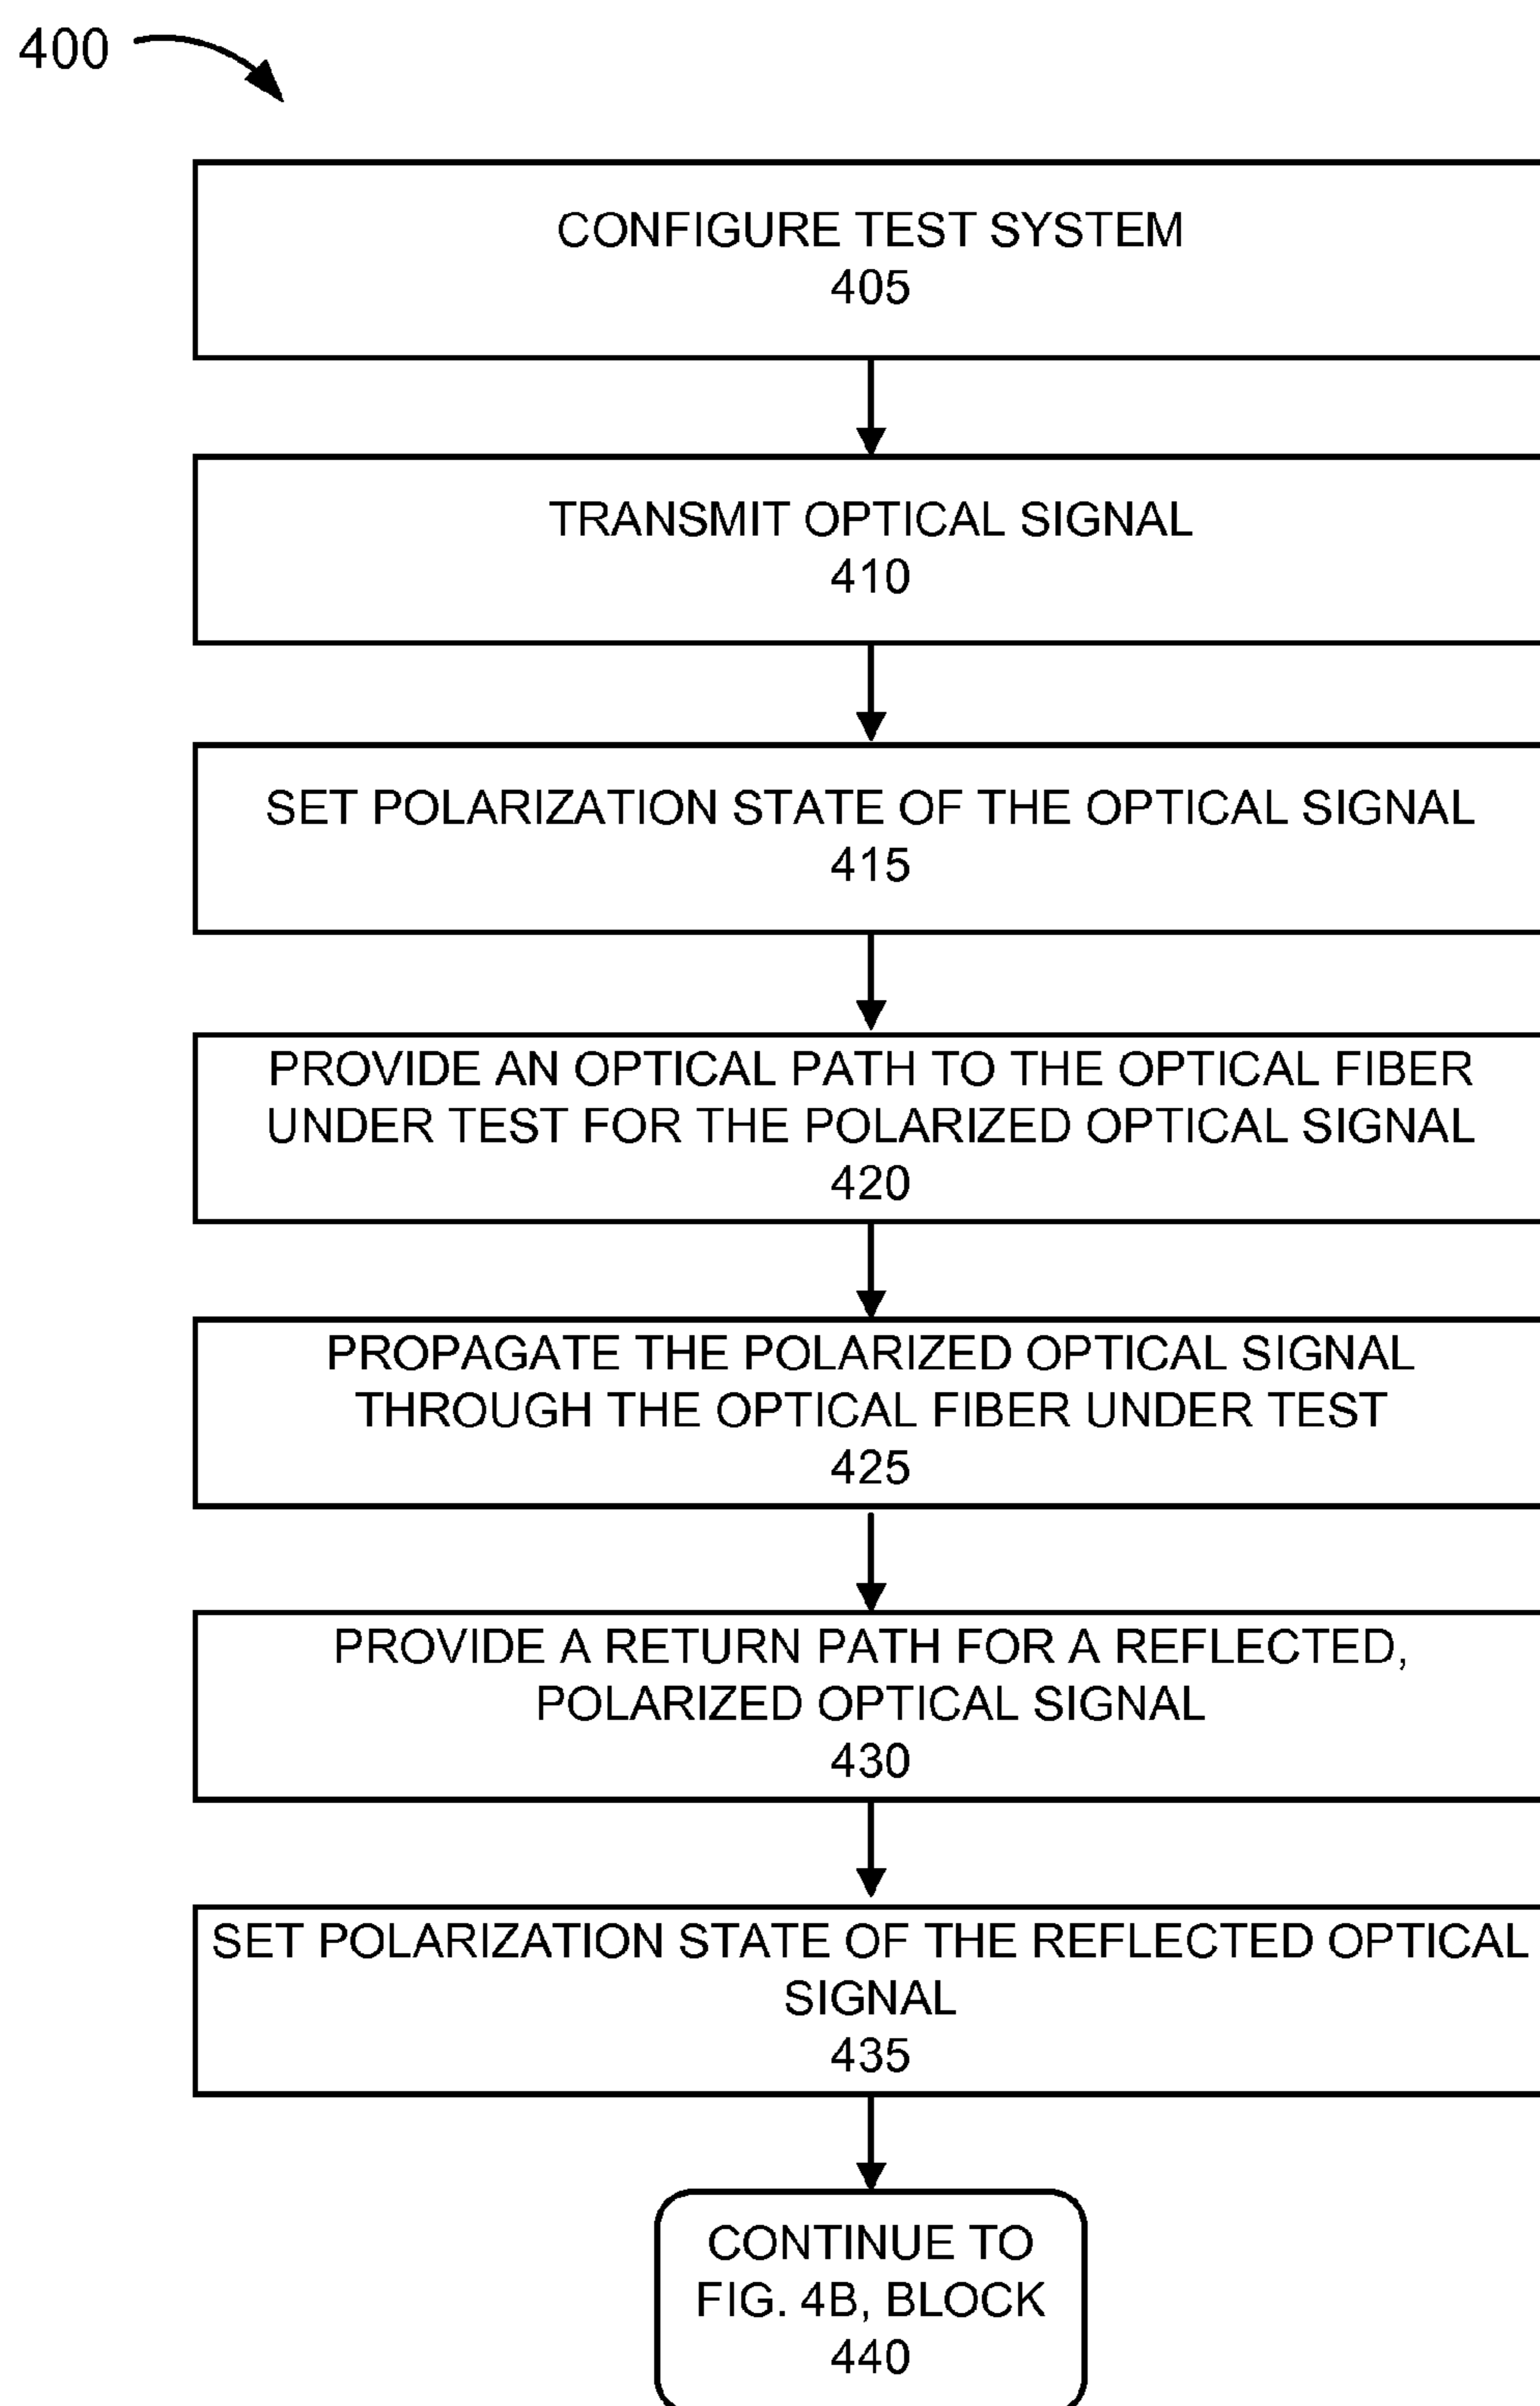 400
CONFIGURE TEST SYSTEM
405
TRANSMIT OPTICAL SIGNAL
410
SET POLARIZATION STATE OF THE OPTICAL SIGNAL
415
PROVIDE AN OPTICAL PATH TO THE OPTICAL FIBER
UNDER TEST FOR THE POLARIZED OPTICAL SIGNAL
420
PROPAGATE THE POLARIZED OPTICAL SIGNAL
THROUGH THE OPTICAL FIBER UNDER TEST
425
PROVIDE A RETURN PATH FOR A REFLECTED,
POLARIZED OPTICAL SIGNAL
430
SET POLARIZATION STATE OF THE REFLECTED OPTICAL
SIGNAL
435
CONTINUE TO
FIG. 4B, BLOCK
440